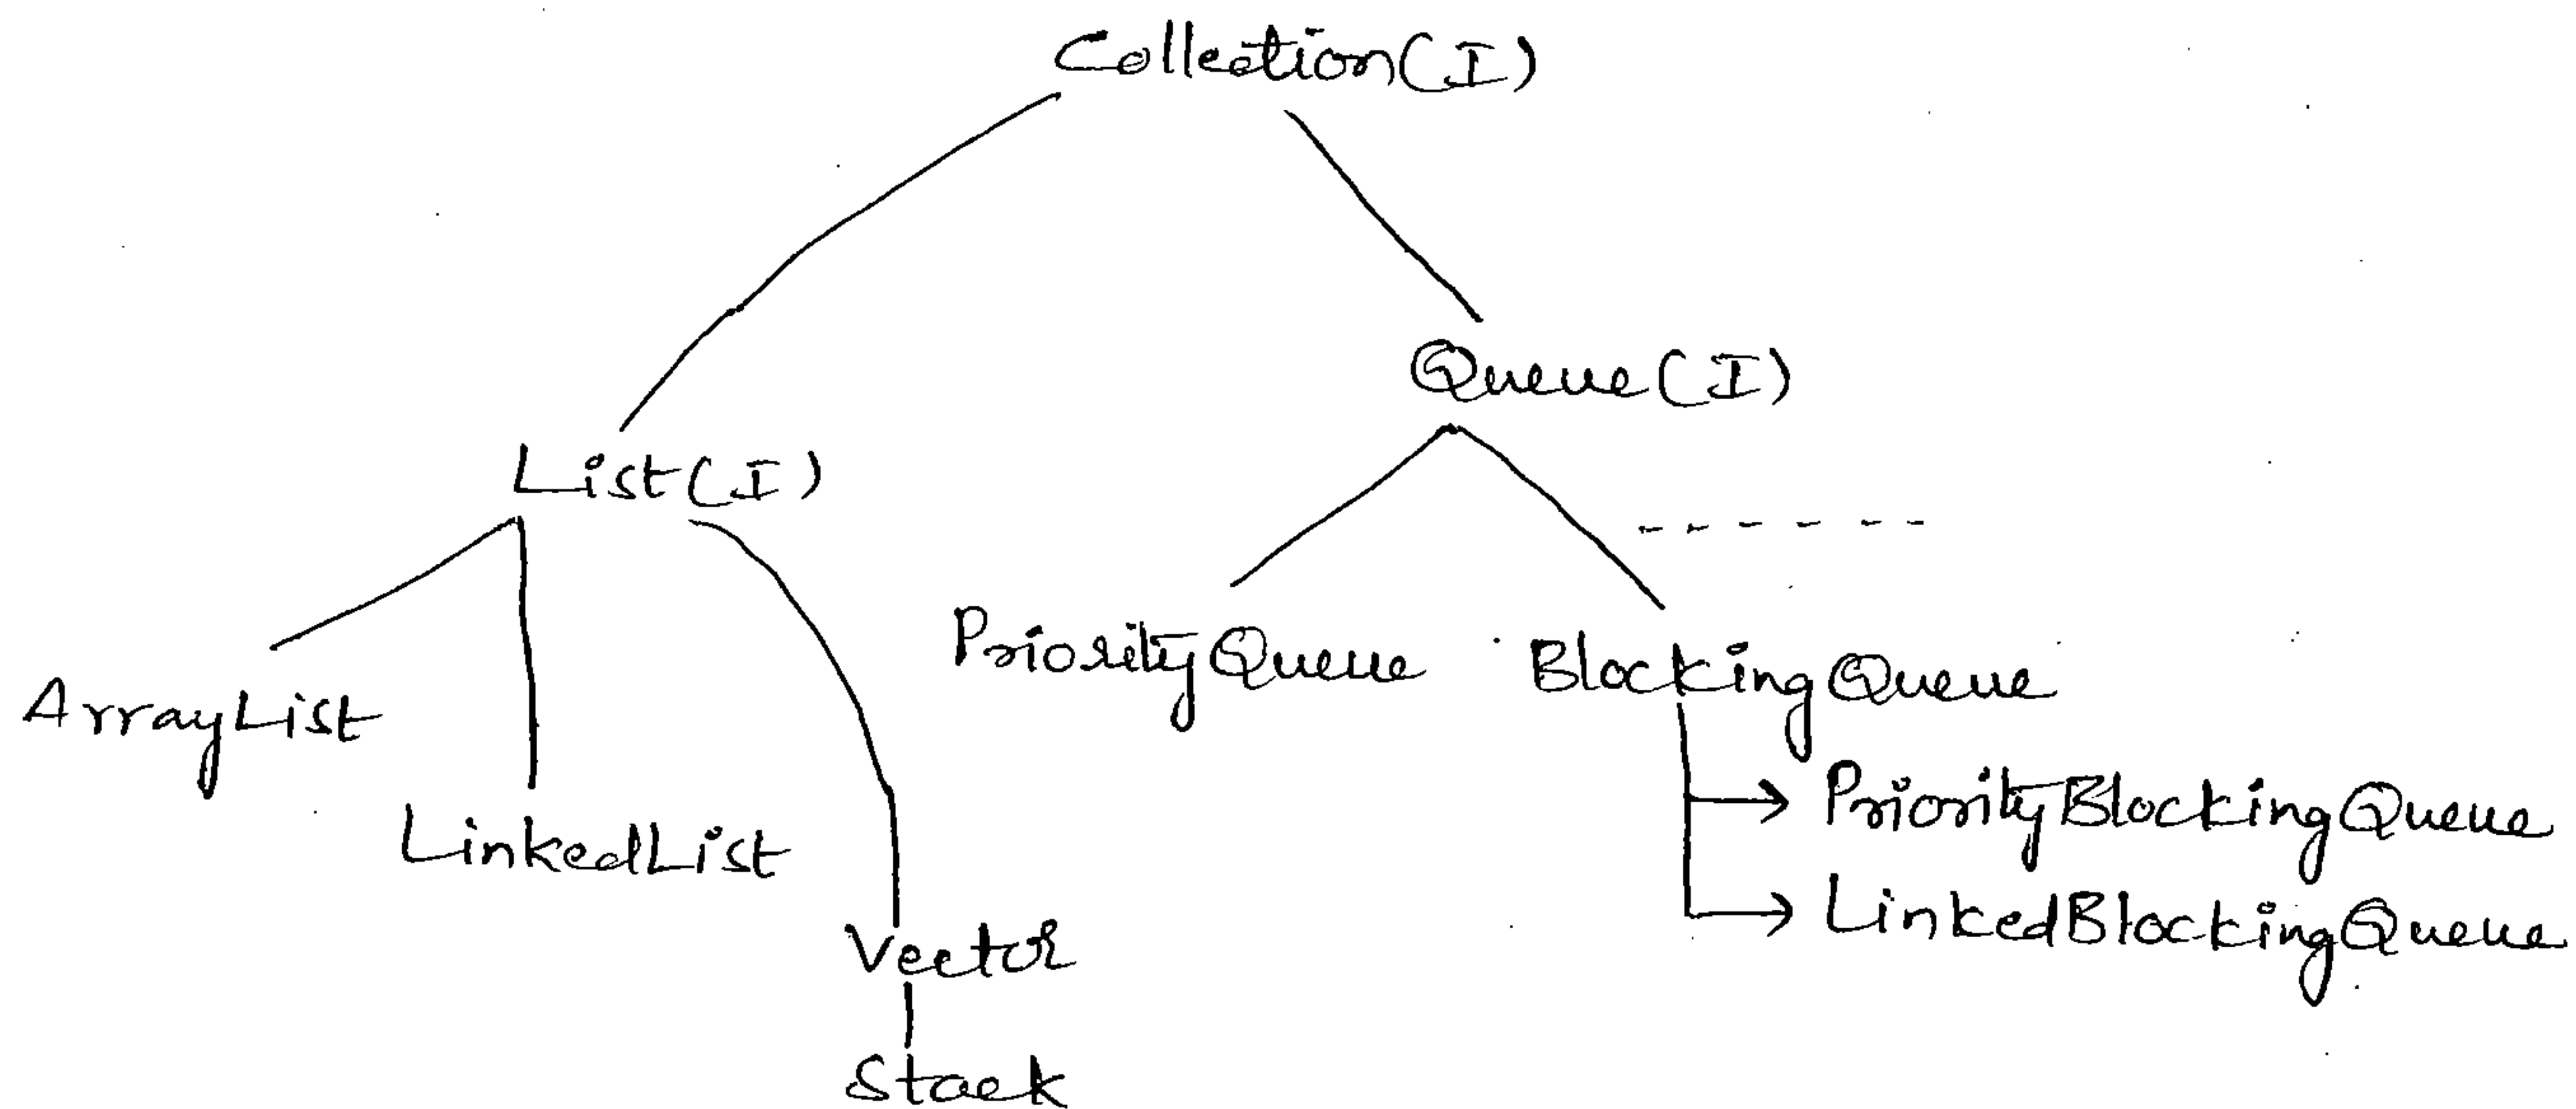 Collection(I)
Queue(I)
List(I)
PriorityQueue
BlockingQueue
ArrayList
PriorityBlockingQueue
LinkedList
LinkedBlockingQueue
Vector
Stack